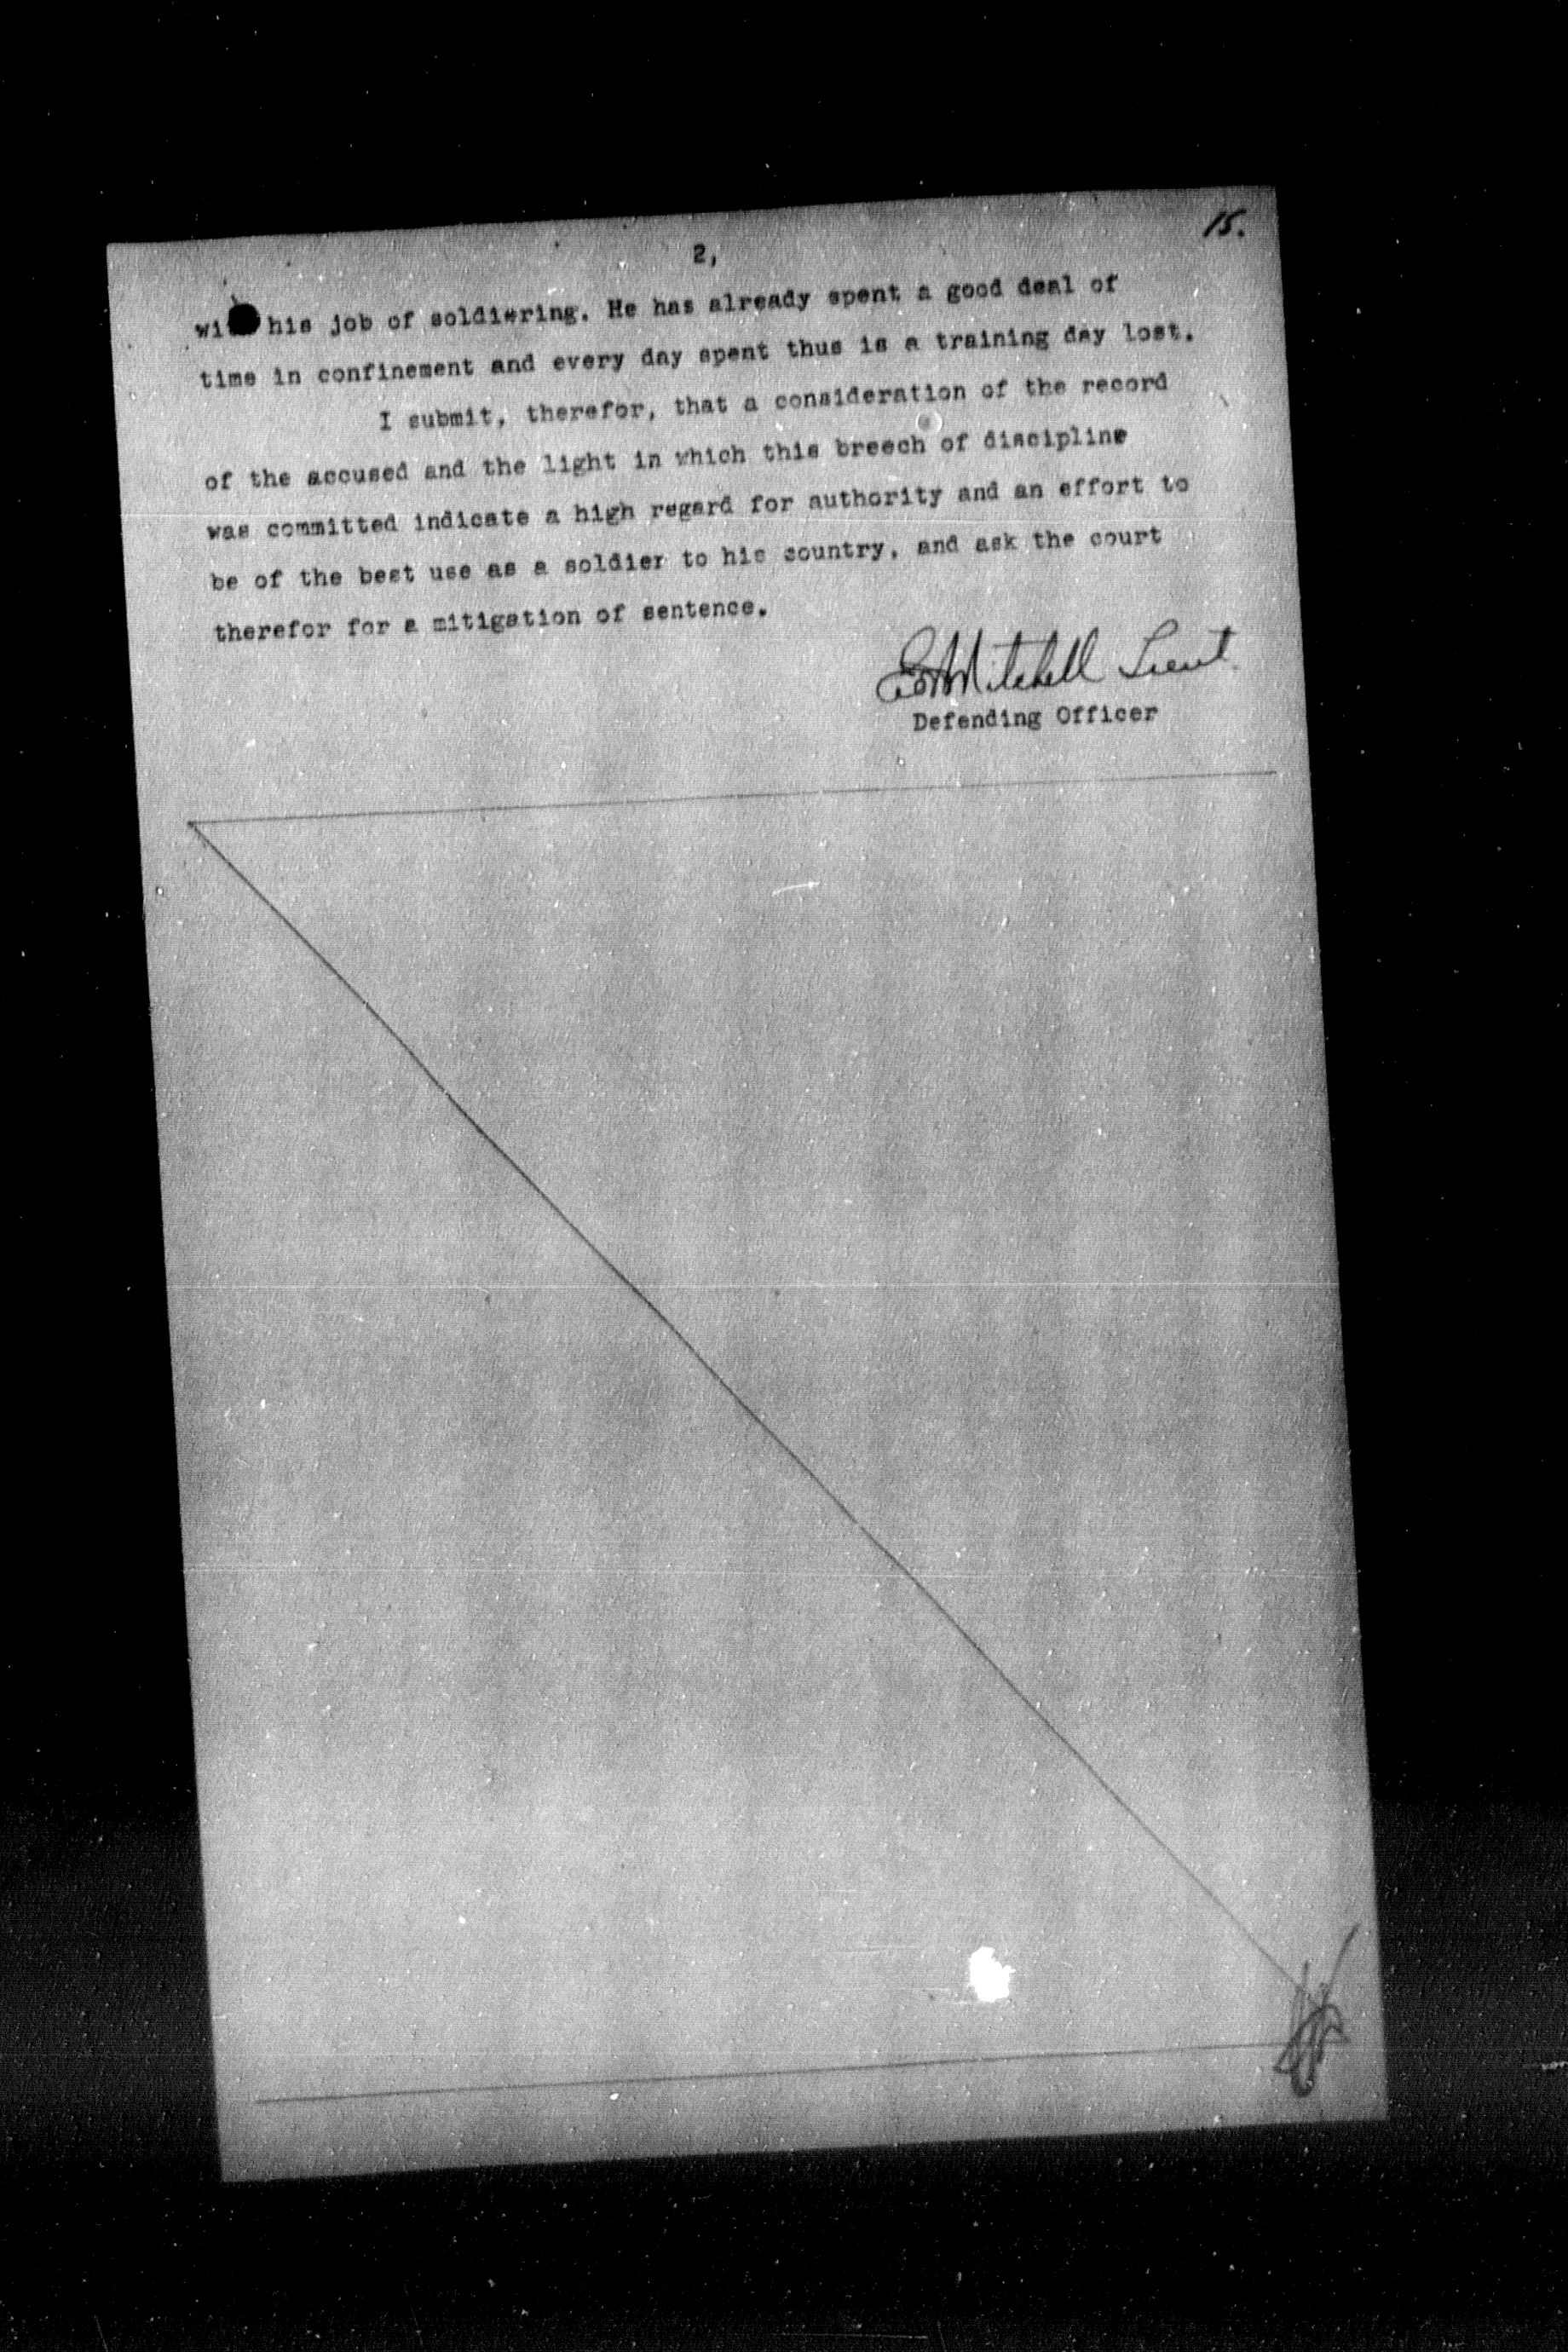 15.
2,
wi his job of soldiering. He has already spent a good deal of
time in confinement and every day spent thus is a training day lost.
I submit, therefor, that a consideration of the record
of the accused and the light in which this breech of discipline
was committed indicate a high regard for authority and an effort to
be of the best use as a soldier to his country, and ask the court
therefor for a mitigation of sentence.
Mitchell Lieut
Defending Officer